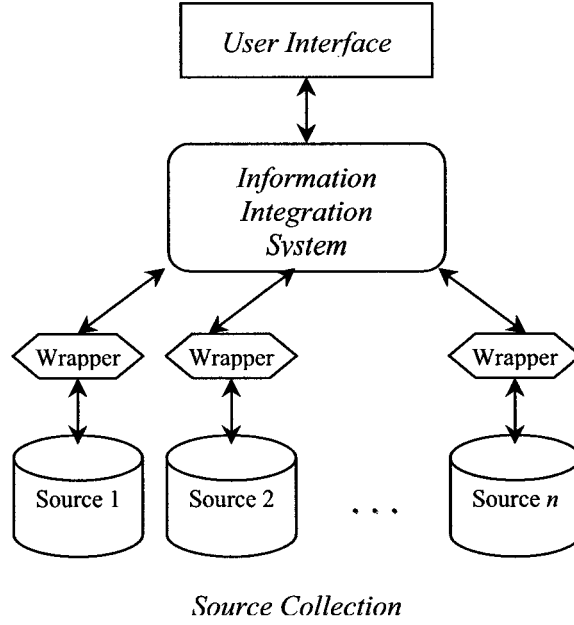 User Interface
Information
Integration
System
Wrapper
Wrapper
Wrapper
Source 1
Source 2
. . .
Source n
Source Collection